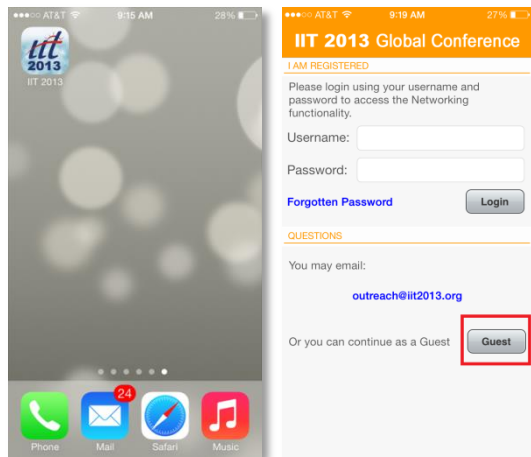 AT&T 9:15 AM 28%
iit
2013
IIT 2013
24
Phone Mail Safari Music
AT&T 9:19 AM 27%
IIT 2013 Global Conference
I AM REGISTERED
Please login using your username and
password to access the Networking
functionality.
Username:
Password:
Forgotten Password Login
QUESTIONS
You may email:
outreach@iit2013.org
Or you can continue as a Guest Guest